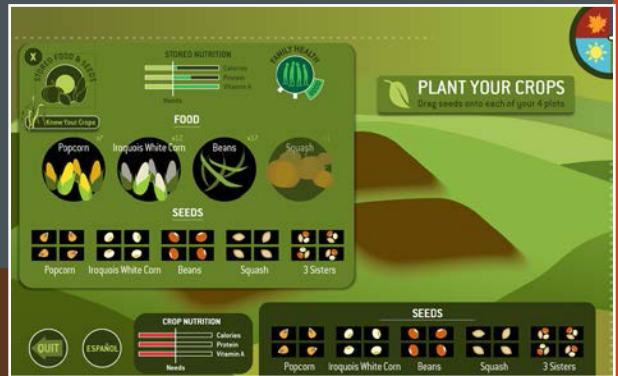 X
STORED FOOD & SEEDS
Know Your Crops
STORED NUTRITION
Calories
Protein
Vitamin A
Needs
FAMILY HEALTH
FOOD
x7
Popcorn
x12
Iroquois White Corn
x17
Beans
Squash
SEEDS
Popcorn
Iroquois White Corn
Beans
Squash
3 Sisters
PLANT YOUR CROPS
Drag seeds onto each of your 4 plots
QUIT
ESPAÑOL
CROP NUTRITION
Calories
Protein
Vitamin A
Needs
SEEDS
Popcorn
Iroquois White Corn
Beans
Squash
3 Sisters